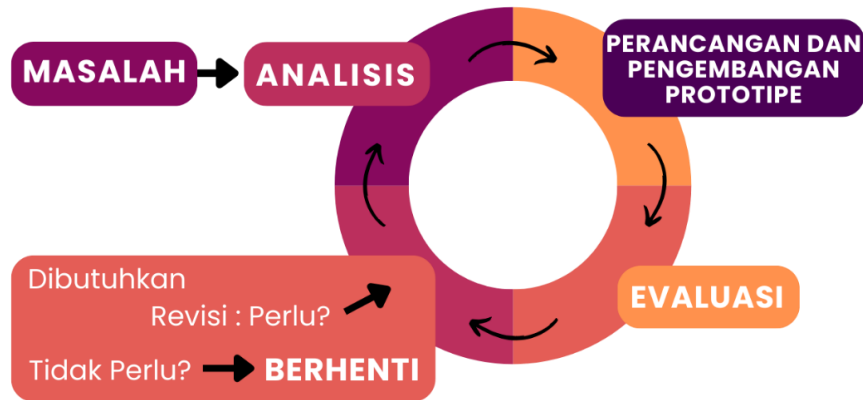 MASALAH
ANALISIS
PERANCANGAN DAN
PENGEMBANGAN
PROTOTIPE
EVALUASI
Dibutuhkan
Revisi : Perlu?
Tidak Perlu?
BERHENTI